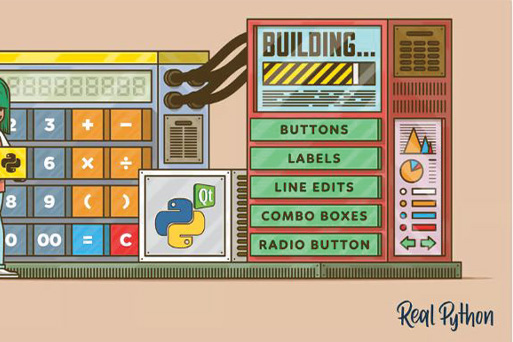 BUILDING...
88888888
2 3 + −
6 × ÷
8 9 ( )
0 00 = C
Qt
BUTTONS
LABELS
LINE EDITS
COMBO BOXES
RADIO BUTTON
Real Python